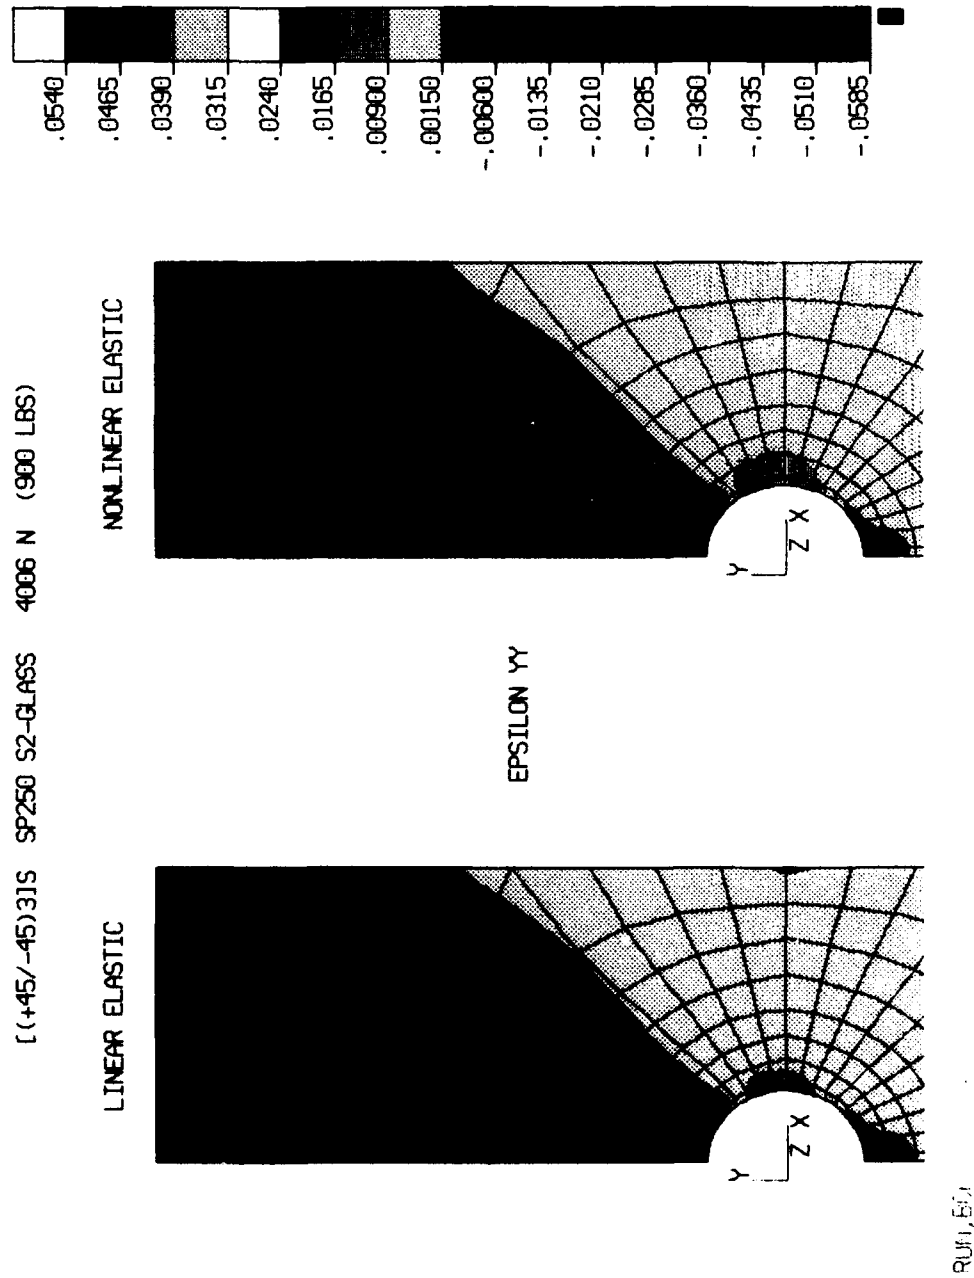 [(+45/-45)3]S SP250 S2-GLASS 4006 N (900 LBS)
LINEAR ELASTIC
NONLINEAR ELASTIC
EPSILON YY
Y
Z X
Y
Z X
.0540
.0465
.0390
.0315
.0240
.0165
.00900
.00150
-.00600
-.0135
-.0210
-.0285
-.0360
-.0435
-.0510
-.0585